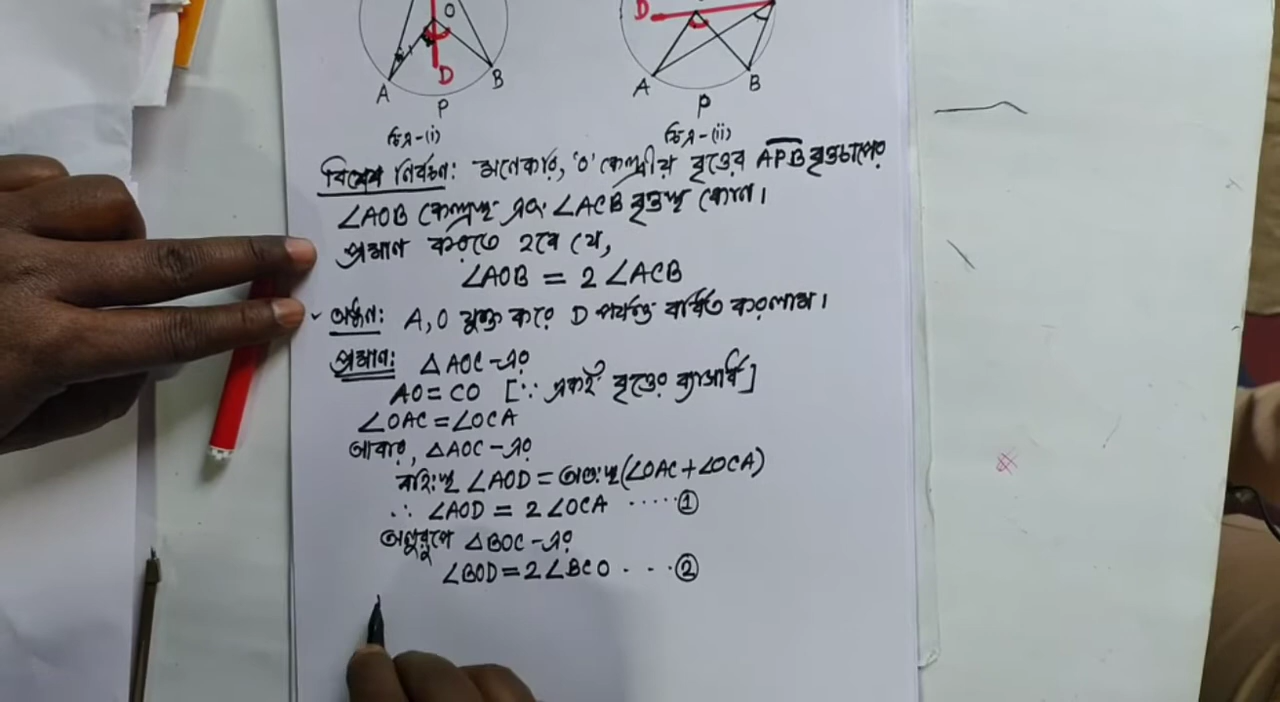 O
D
A
B
D
P
A
B
P
চিত্র-(i)
চিত্র-(ii)
বিশেষ নির্বচন: মনেকরি, 'O' কেন্দ্রীয় বৃত্তের APB বৃত্তচাপের
∠AOB কেন্দ্রস্থ এবং ∠ACB বৃত্তস্থ কোণ।
প্রমাণ করতে হবে যে,
∠AOB = 2 ∠ACB
অঙ্কন: A, O যুক্ত করে D পর্যন্ত বর্ধিত করলাম।
প্রমাণ: △AOC-এর
AO = CO [∵ একই বৃত্তের ব্যাসার্ধ]
∠OAC = ∠OCA
আবার, △AOC-এর
বহিঃস্থ ∠AOD = অন্তঃস্থ (∠OAC + ∠OCA)
∴ ∠AOD = 2 ∠OCA ..... ①
অনুরূপে △BOC-এর
∠BOD = 2 ∠BCO . . . ②